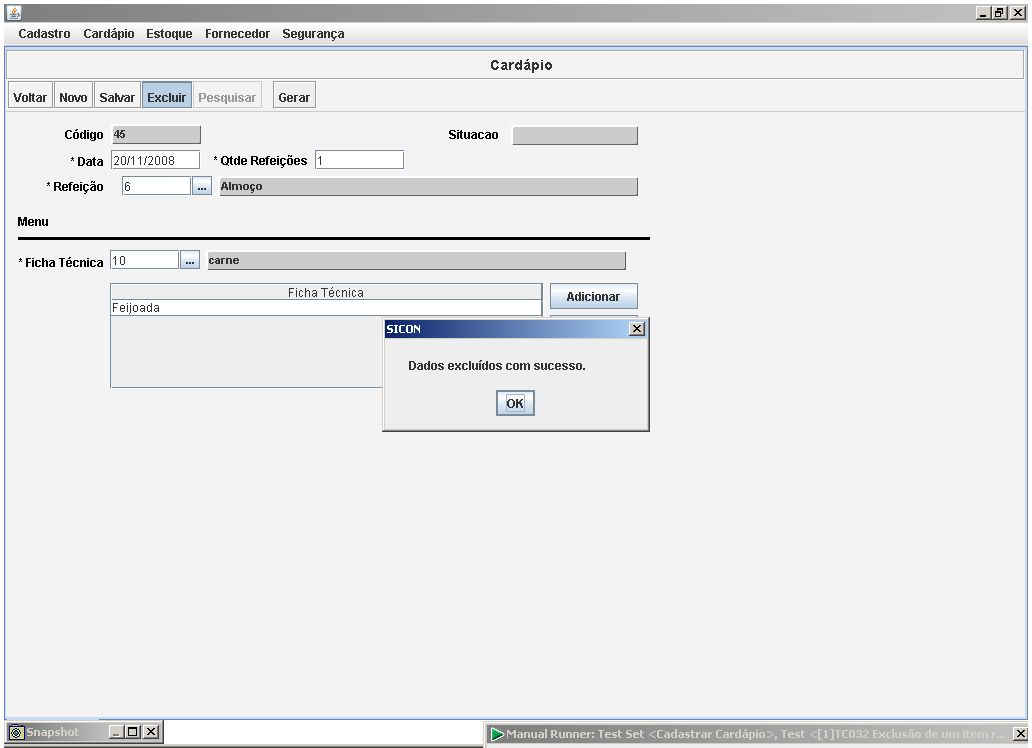 Cadastro Cardápio Estoque Fornecedor Segurança
Cardápio
Voltar Novo Salvar Excluir Pesquisar Gerar
Código 45 Situacao
* Data 20/11/2008 * Qtde Refeições 1
* Refeição 6 ... Almoço
Menu
* Ficha Técnica 10 ... carne
Ficha Técnica
Feijoada Adicionar
SICON
Dados excluídos com sucesso.
OK
Snapshot Manual Runner: Test Set <Cadastrar Cardápio>, Test <[1]TC032 Exclusão de um item r...